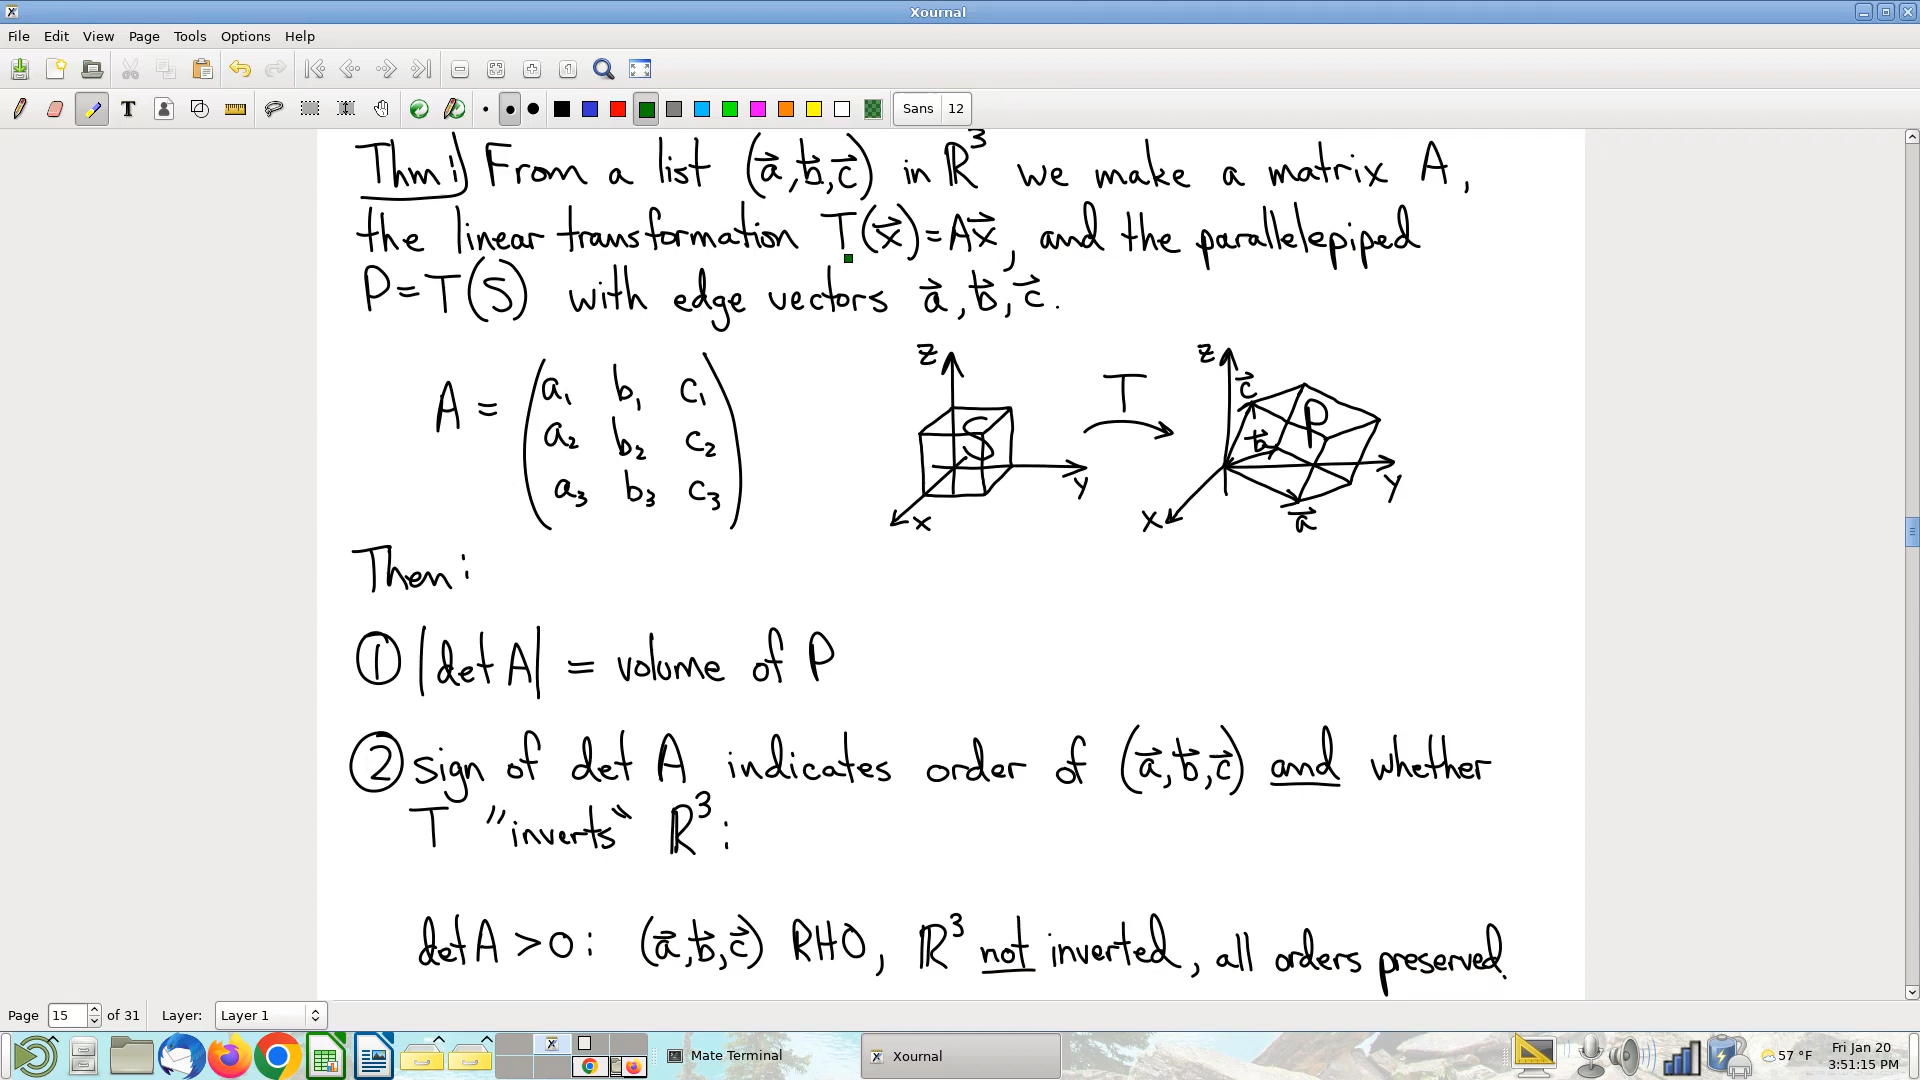 Xournal
File Edit View Page Tools Options Help
Sans 12
Thm: From a list (a⃗, b⃗, c⃗) in ℝ³ we make a matrix A,
the linear transformation T(x⃗) = Ax⃗, and the parallelepiped
P = T(S) with edge vectors a⃗, b⃗, c⃗.
A = ( a₁ b₁ c₁
a₂ b₂ c₂
a₃ b₃ c₃ )
z S y x
T
z c⃗ P b⃗ y x a⃗
Then:
① |det A| = volume of P
② sign of det A indicates order of (a⃗, b⃗, c⃗) and whether
T "inverts" ℝ³:
det A > 0: (a⃗, b⃗, c⃗) RHO, ℝ³ not inverted, all orders preserved.
Page 15 of 31 Layer: Layer 1
Mate Terminal
Xournal
57 °F
Fri Jan 20
3:51:15 PM